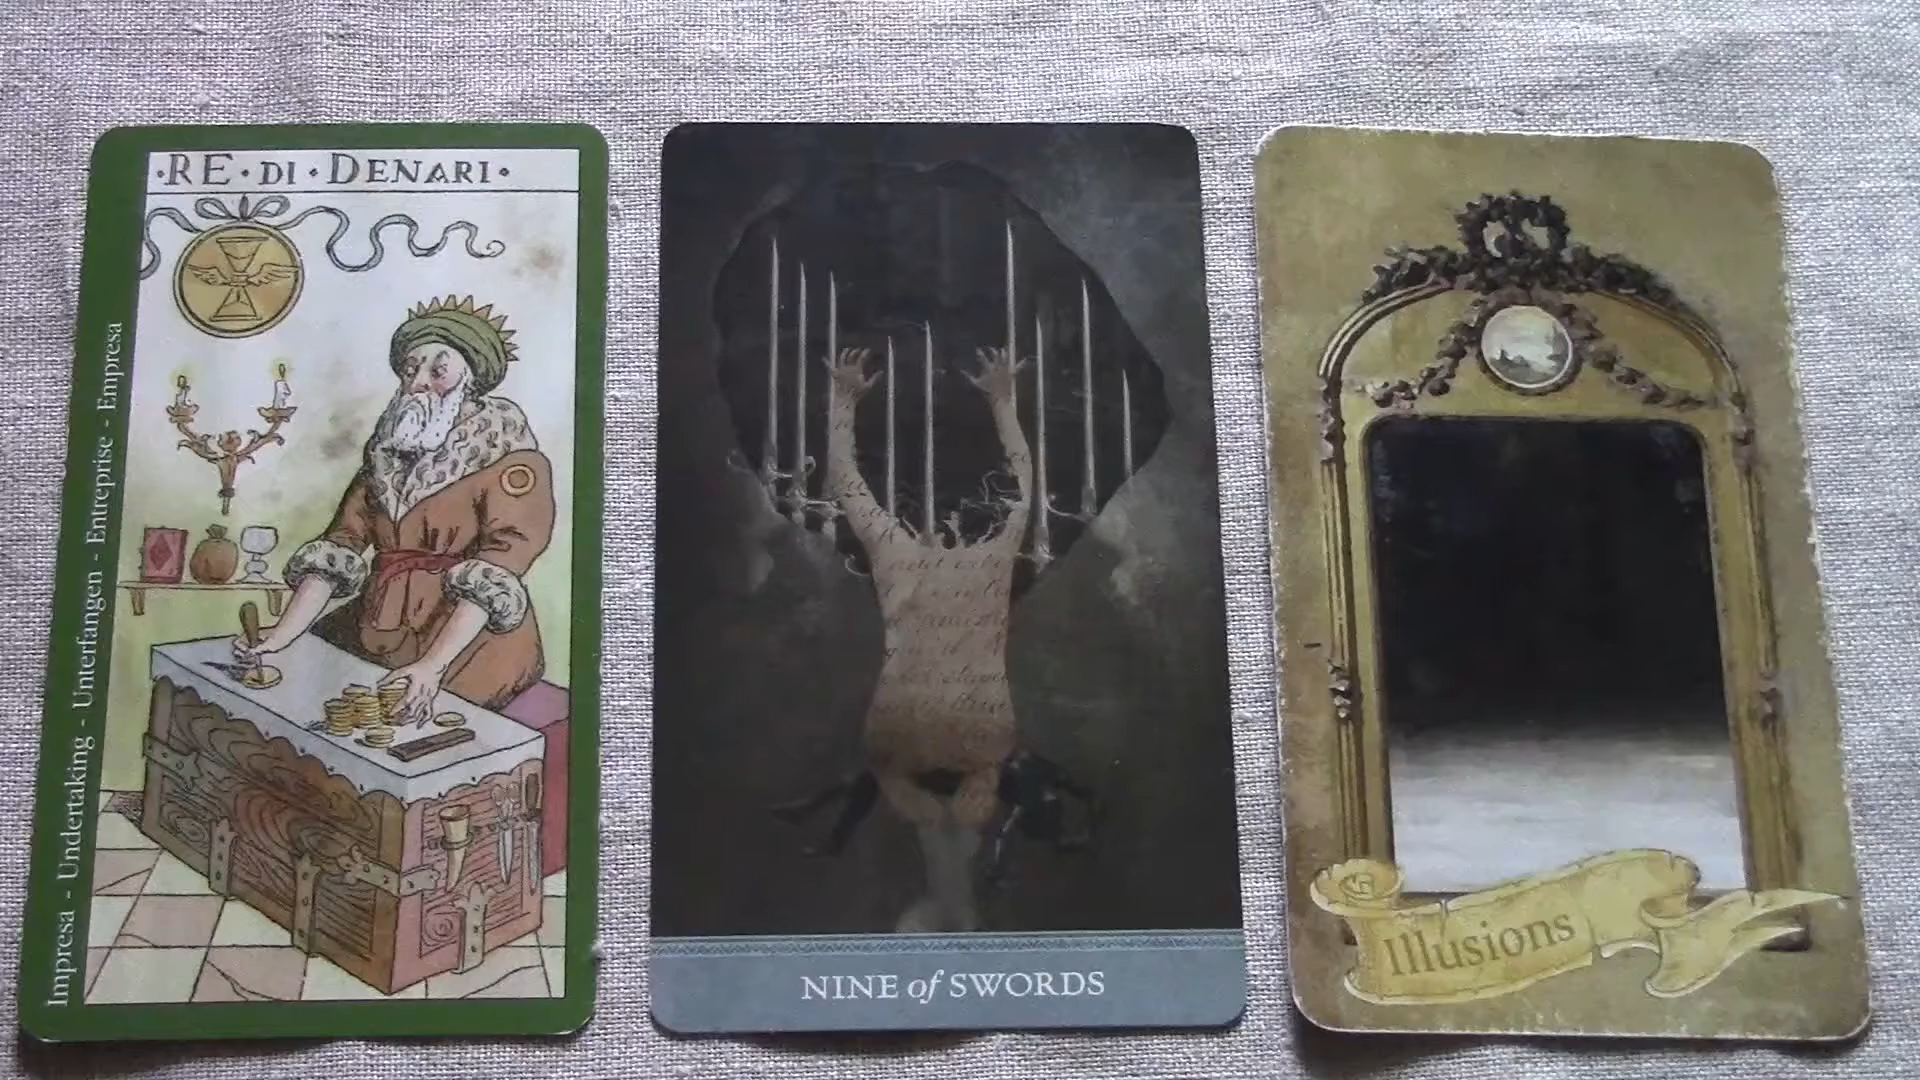 ·RE·DI·DENARI·
Impresa - Undertaking - Unterfangen - Entreprise - Empresa
NINE of SWORDS
Illusions